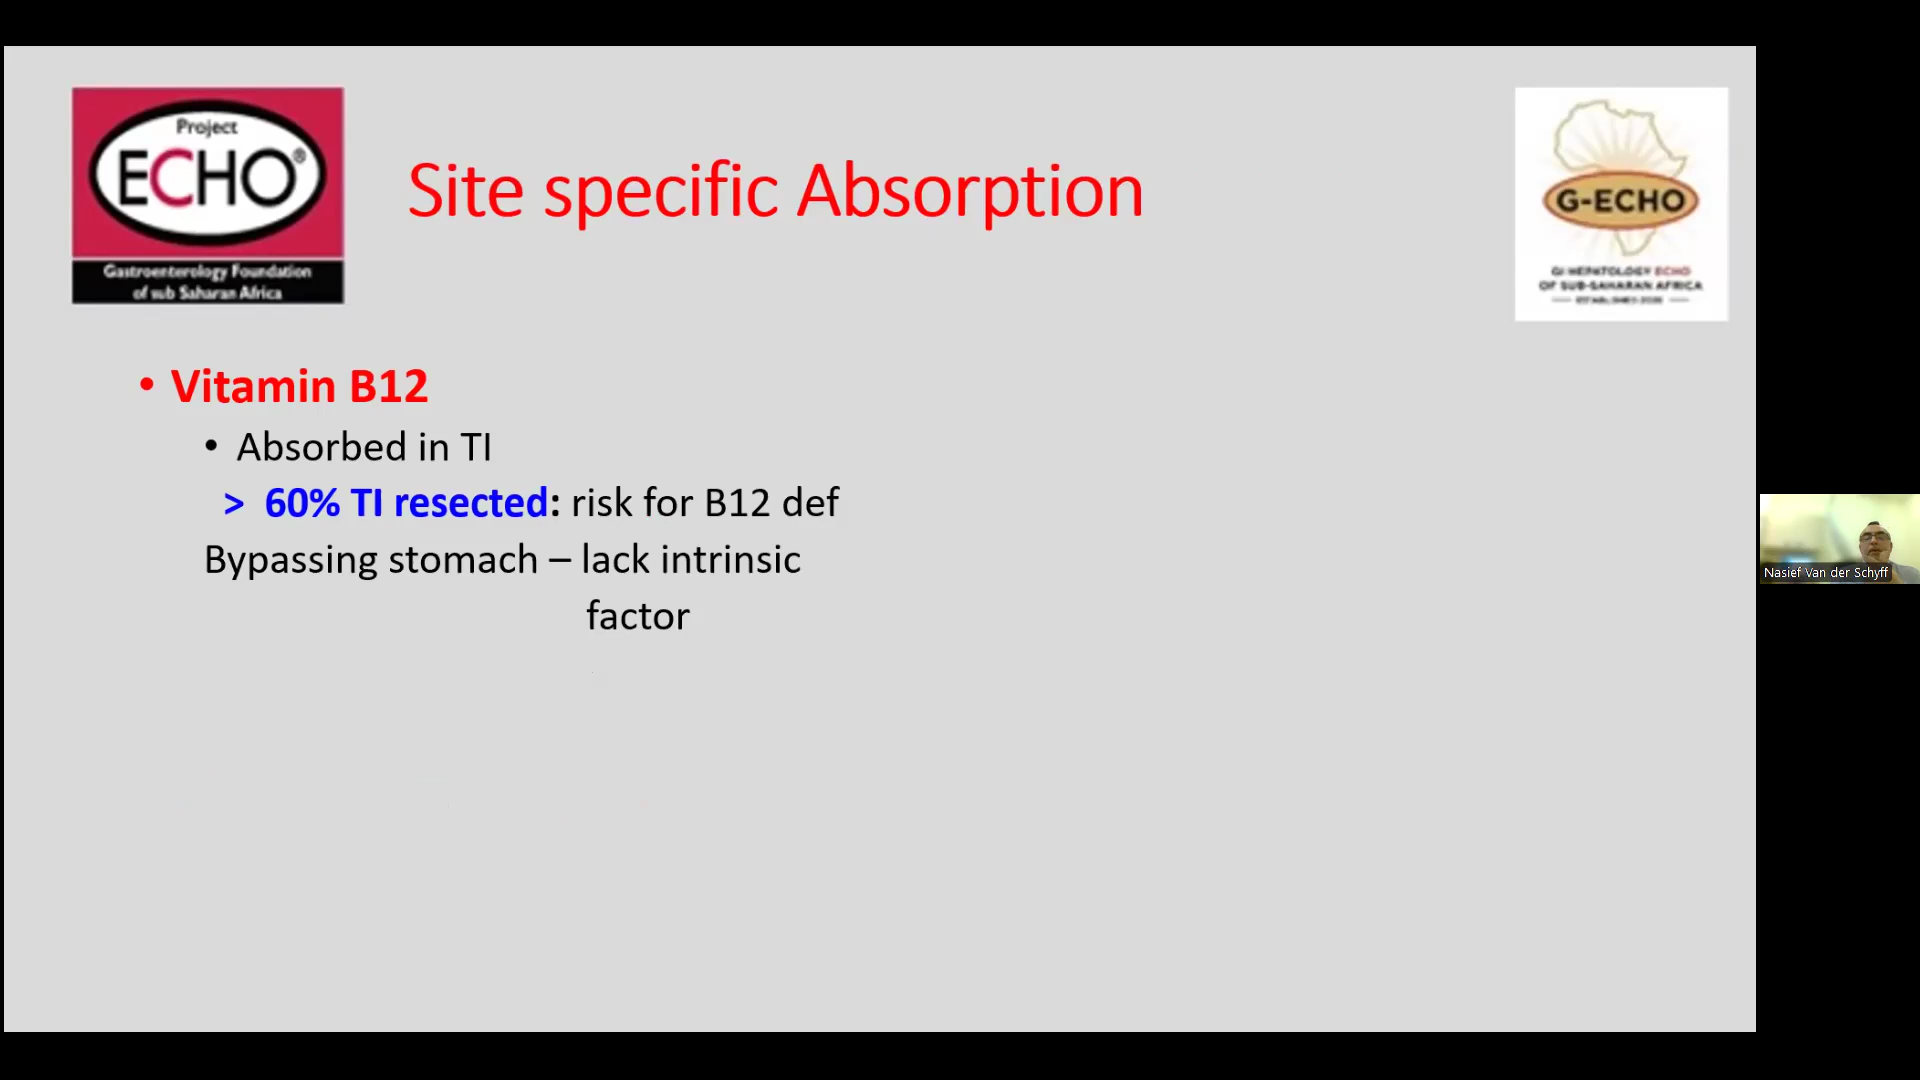 Project
ECHO®
Gastroenterology Foundation
of sub Saharan Africa
Site specific Absorption
G-ECHO
GI HEPATOLOGY ECHO
OF SUB-SAHARAN AFRICA
• Vitamin B12
• Absorbed in TI
> 60% TI resected: risk for B12 def
Bypassing stomach – lack intrinsic
factor
Nasief Van der Schyff